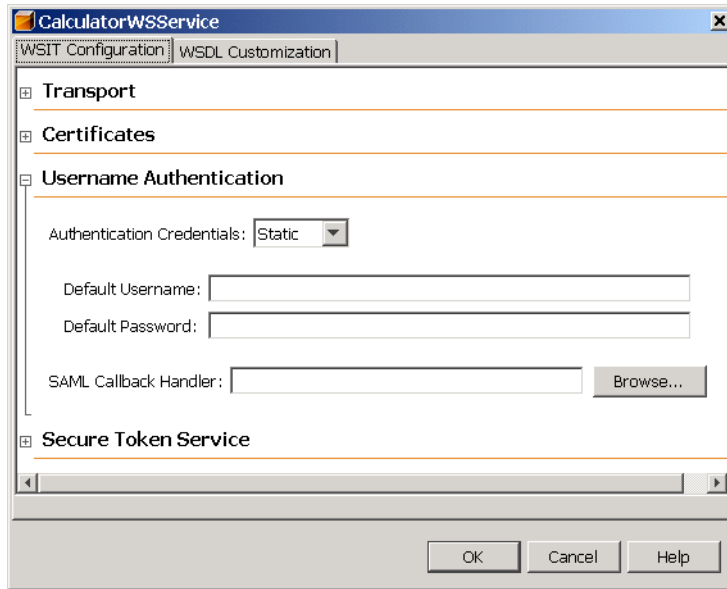 CalculatorWSService
WSIT Configuration WSDL Customization
Transport
Certificates
Username Authentication
Authentication Credentials: Static
Default Username:
Default Password:
SAML Callback Handler: Browse...
Secure Token Service
OK Cancel Help